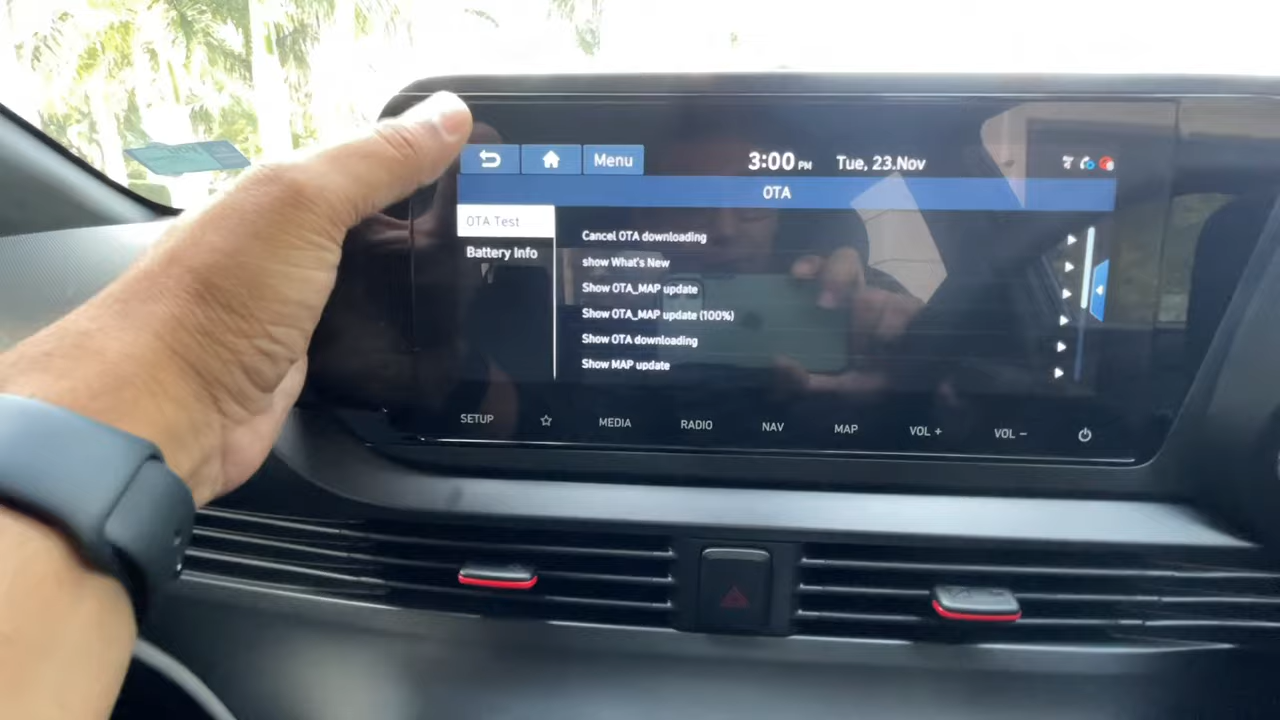 Menu
3:00 PM
Tue, 23.Nov
OTA
OTA Test
Battery Info
Cancel OTA downloading
show What's New
Show OTA_MAP update
Show OTA_MAP update (100%)
Show OTA downloading
Show MAP update
SETUP
MEDIA
RADIO
NAV
MAP
VOL +
VOL −